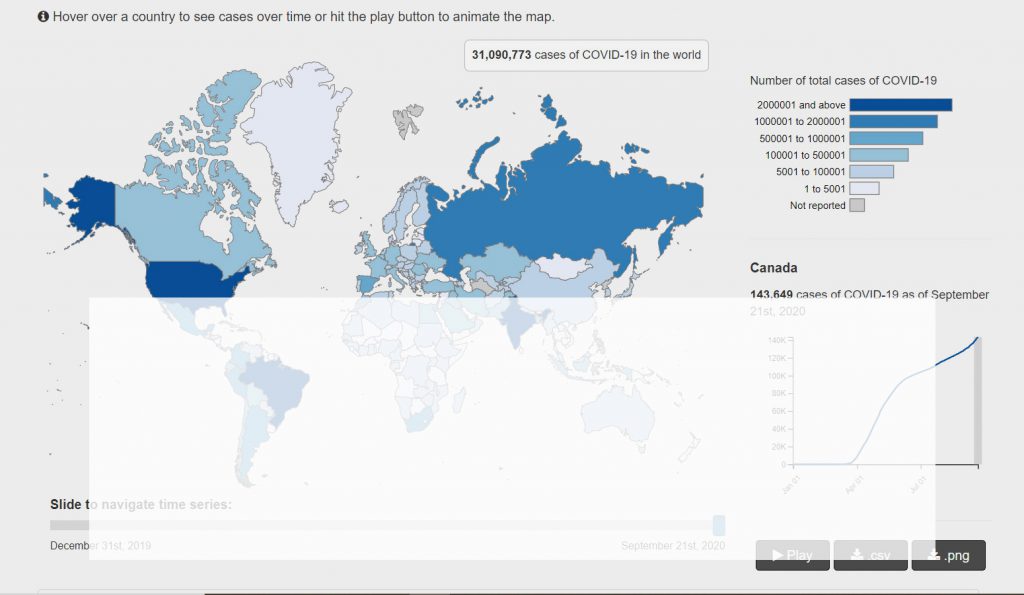 Hover over a country to see cases over time or hit the play button to animate the map.
31,090,773 cases of COVID-19 in the world
Number of total cases of COVID-19
2000001 and above
1000001 to 2000001
500001 to 1000001
100001 to 500001
5001 to 100001
1 to 5001
Not reported
Canada
143,649 cases of COVID-19 as of September
21st, 2020
140K
120K
100K
80K
60K
40K
20K
0
Jan 01
Apr 01
Jul 01
Slide to navigate time series:
December 31st, 2019
September 21st, 2020
Play
.csv
.png